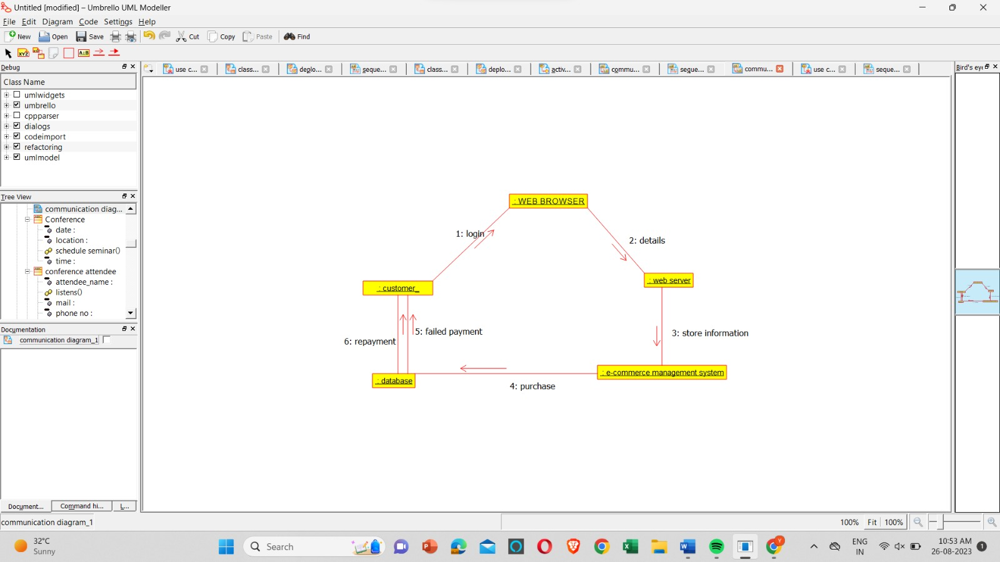 Untitled [modified] – Umbrello UML Modeller
File Edit Diagram Code Settings Help
New Open Save Cut Copy Paste Find
XYZ A:B
Debug
Class Name
umlwidgets
umbrello
cppparser
dialogs
codeimport
refactoring
umlmodel
Tree View
communication diag...
Conference
date :
location :
schedule seminar()
time :
conference attendee
attendee_name :
listens()
mail :
phone no :
Documentation
communication diagram_1
Document... Command hi... L...
communication diagram_1
use c... class... deplo... seque... class... deplo... activ... commu... seque... commu... use c... seque...
Bird's eye
: WEB BROWSER
1: login
2: details
: web server
: customer_
3: store information
5: failed payment
6: repayment
: e-commerce management system
: database
4: purchase
100% Fit 100%
32°C
Sunny
Search
ENG
IN
10:53 AM
26-08-2023
1